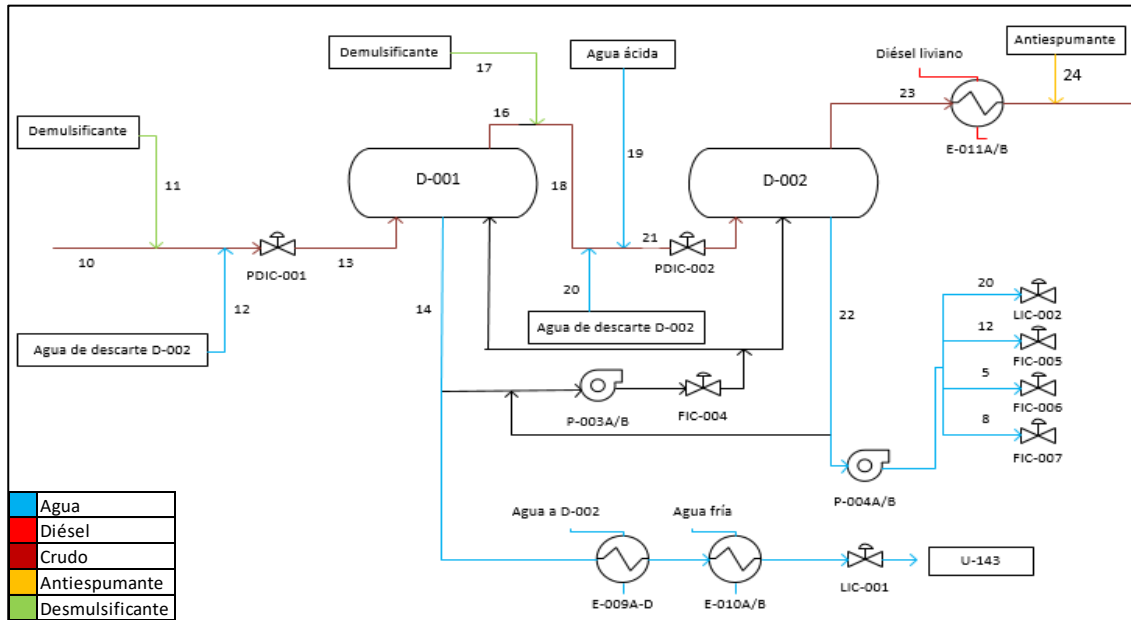 Demulsificante
17
Agua ácida
Diésel liviano
Antiespumante
24
23
16
Demulsificante
E-011A/B
D-001
19
D-002
11
18
21
10
PDIC-001
13
PDIC-002
12
14
20
22
20
Agua de descarte D-002
Agua de descarte D-002
LIC-002
12
FIC-005
5
P-003A/B
FIC-004
FIC-006
8
FIC-007
P-004A/B
Agua
Diésel
Crudo
Antiespumante
Desmulsificante
Agua a D-002
Agua fría
U-143
LIC-001
E-009A-D
E-010A/B